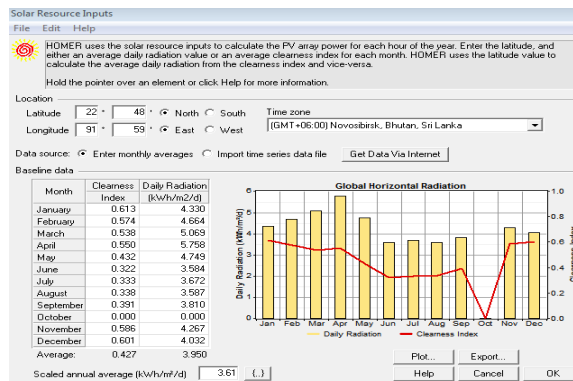 Solar Resource Inputs
File Edit Help
HOMER uses the solar resource inputs to calculate the PV array power for each hour of the year. Enter the latitude, and
either an average daily radiation value or an average clearness index for each month. HOMER uses the latitude value to
calculate the average daily radiation from the clearness index and vice-versa.
Hold the pointer over an element or click Help for more information.
Location
Latitude 22 ° 48 ' North South Time zone
Longitude 91 ° 59 ' East West (GMT+06:00) Novosibirsk, Bhutan, Sri Lanka
Data source: Enter monthly averages Import time series data file Get Data Via Internet
Baseline data
Month Clearness Index Daily Radiation (kWh/m2/d)
January 0.613 4.330
February 0.574 4.664
March 0.538 5.069
April 0.550 5.758
May 0.432 4.749
June 0.322 3.584
July 0.333 3.672
August 0.338 3.587
September 0.391 3.810
October 0.000 0.000
November 0.586 4.267
December 0.601 4.032
Average: 0.427 3.950
Scaled annual average (kWh/m²/d) 3.61 {..}
Global Horizontal Radiation
Daily Radiation (kWh/m²/d)
6
5
4
3
2
1
0
1.0
0.8
0.6
0.4
0.2
0.0
Clearness Index
Jan Feb Mar Apr May Jun Jul Aug Sep Oct Nov Dec
Daily Radiation Clearness Index
Plot... Export...
Help Cancel OK